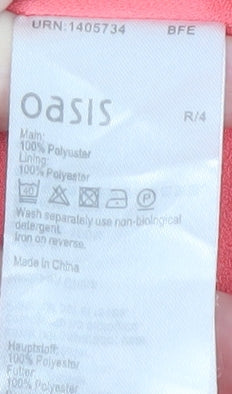 URN:1405734 BFE
oasis
R/4
Main:
100% Polyester
Lining:
100% Polyester
40 P
Wash separately use non-biological
detergent.
Iron on reverse.
Made in China
Hauptstoff:
100% Polyester
Futter:
100% Polyester